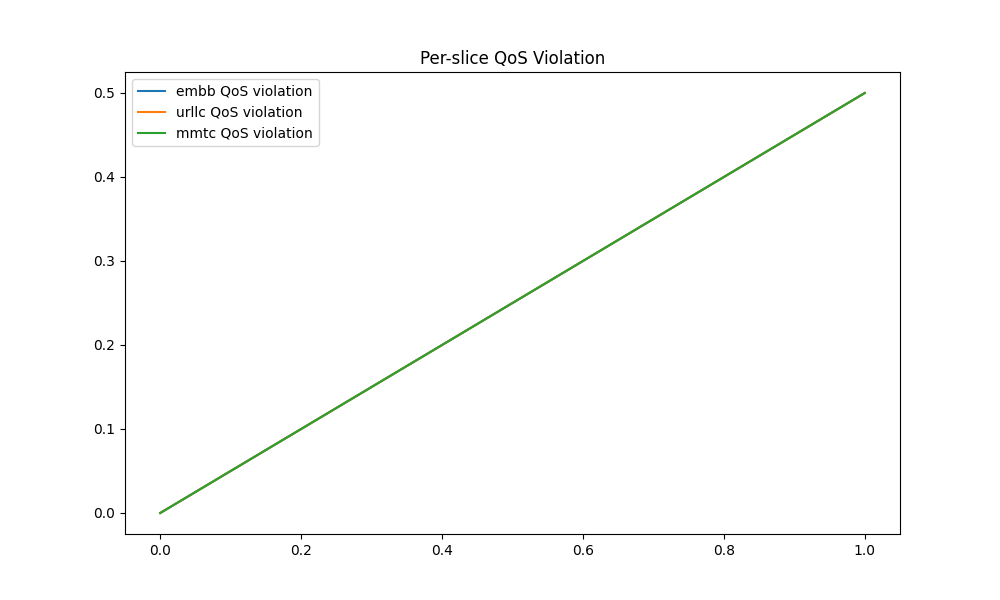 Per-slice QoS Violation
embb QoS violation
urllc QoS violation
mmtc QoS violation
0.5
0.4
0.3
0.2
0.1
0.0
0.0 0.2 0.4 0.6 0.8 1.0